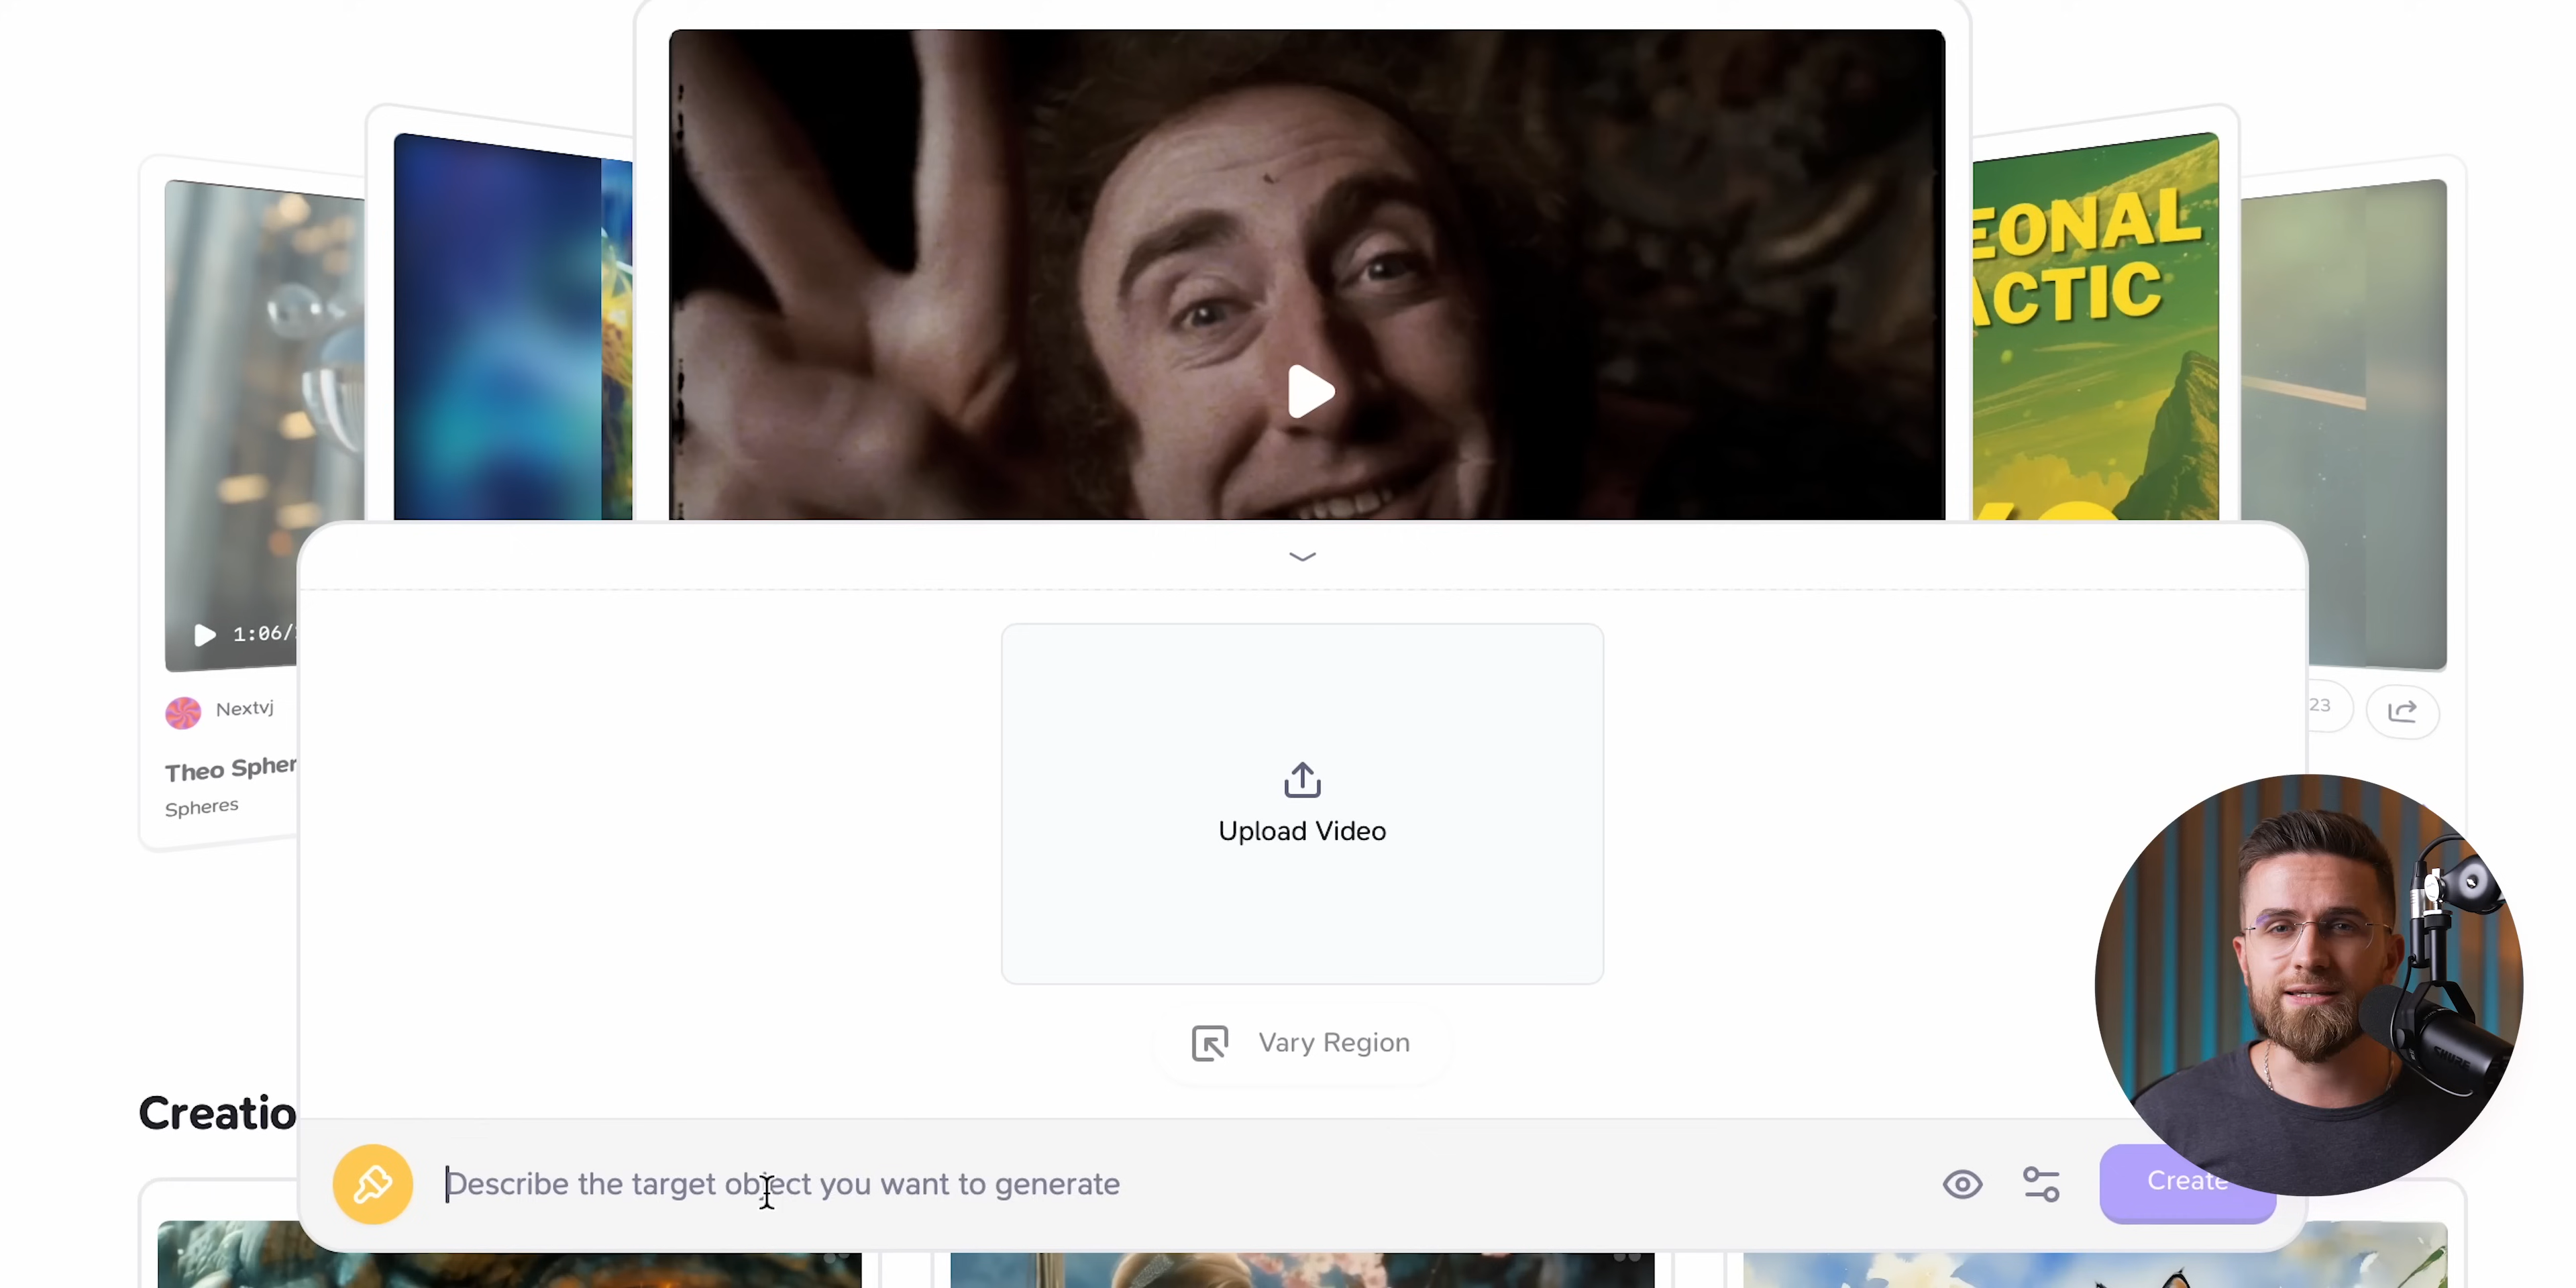 EONAL
ACTIC
1:06/
Nextvj
23
Theo Spher
Spheres
Upload Video
Vary Region
Creatio
Describe the target object you want to generate
Create
SHURE